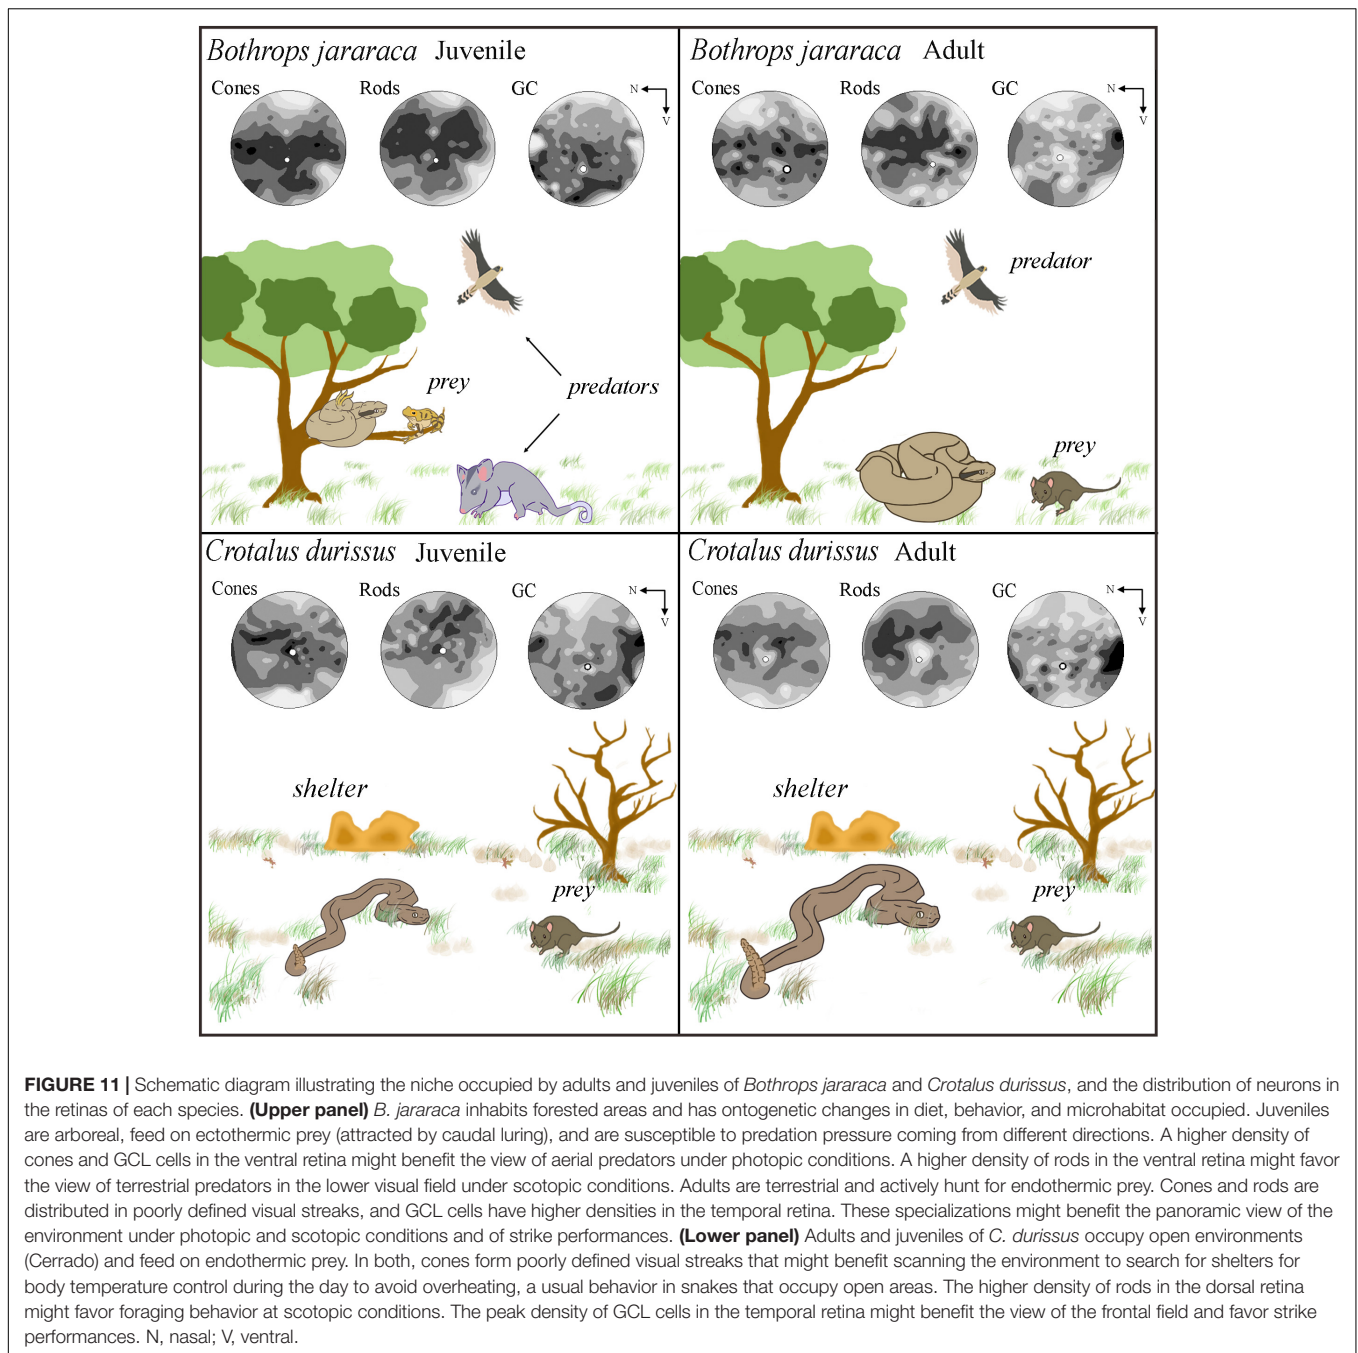 Bothrops jararaca Juvenile
Cones Rods GC N
V
predators
prey
Bothrops jararaca Adult
Cones Rods GC N
V
predator
prey
Crotalus durissus Juvenile
Cones Rods GC N
V
shelter
prey
Crotalus durissus Adult
Cones Rods GC N
V
shelter
prey
FIGURE 11 | Schematic diagram illustrating the niche occupied by adults and juveniles of Bothrops jararaca and Crotalus durissus, and the distribution of neurons in
the retinas of each species. (Upper panel) B. jararaca inhabits forested areas and has ontogenetic changes in diet, behavior, and microhabitat occupied. Juveniles
are arboreal, feed on ectothermic prey (attracted by caudal luring), and are susceptible to predation pressure coming from different directions. A higher density of
cones and GCL cells in the ventral retina might benefit the view of aerial predators under photopic conditions. A higher density of rods in the ventral retina might favor
the view of terrestrial predators in the lower visual field under scotopic conditions. Adults are terrestrial and actively hunt for endothermic prey. Cones and rods are
distributed in poorly defined visual streaks, and GCL cells have higher densities in the temporal retina. These specializations might benefit the panoramic view of the
environment under photopic and scotopic conditions and of strike performances. (Lower panel) Adults and juveniles of C. durissus occupy open environments
(Cerrado) and feed on endothermic prey. In both, cones form poorly defined visual streaks that might benefit scanning the environment to search for shelters for
body temperature control during the day to avoid overheating, a usual behavior in snakes that occupy open areas. The higher density of rods in the dorsal retina
might favor foraging behavior at scotopic conditions. The peak density of GCL cells in the temporal retina might benefit the view of the frontal field and favor strike
performances. N, nasal; V, ventral.